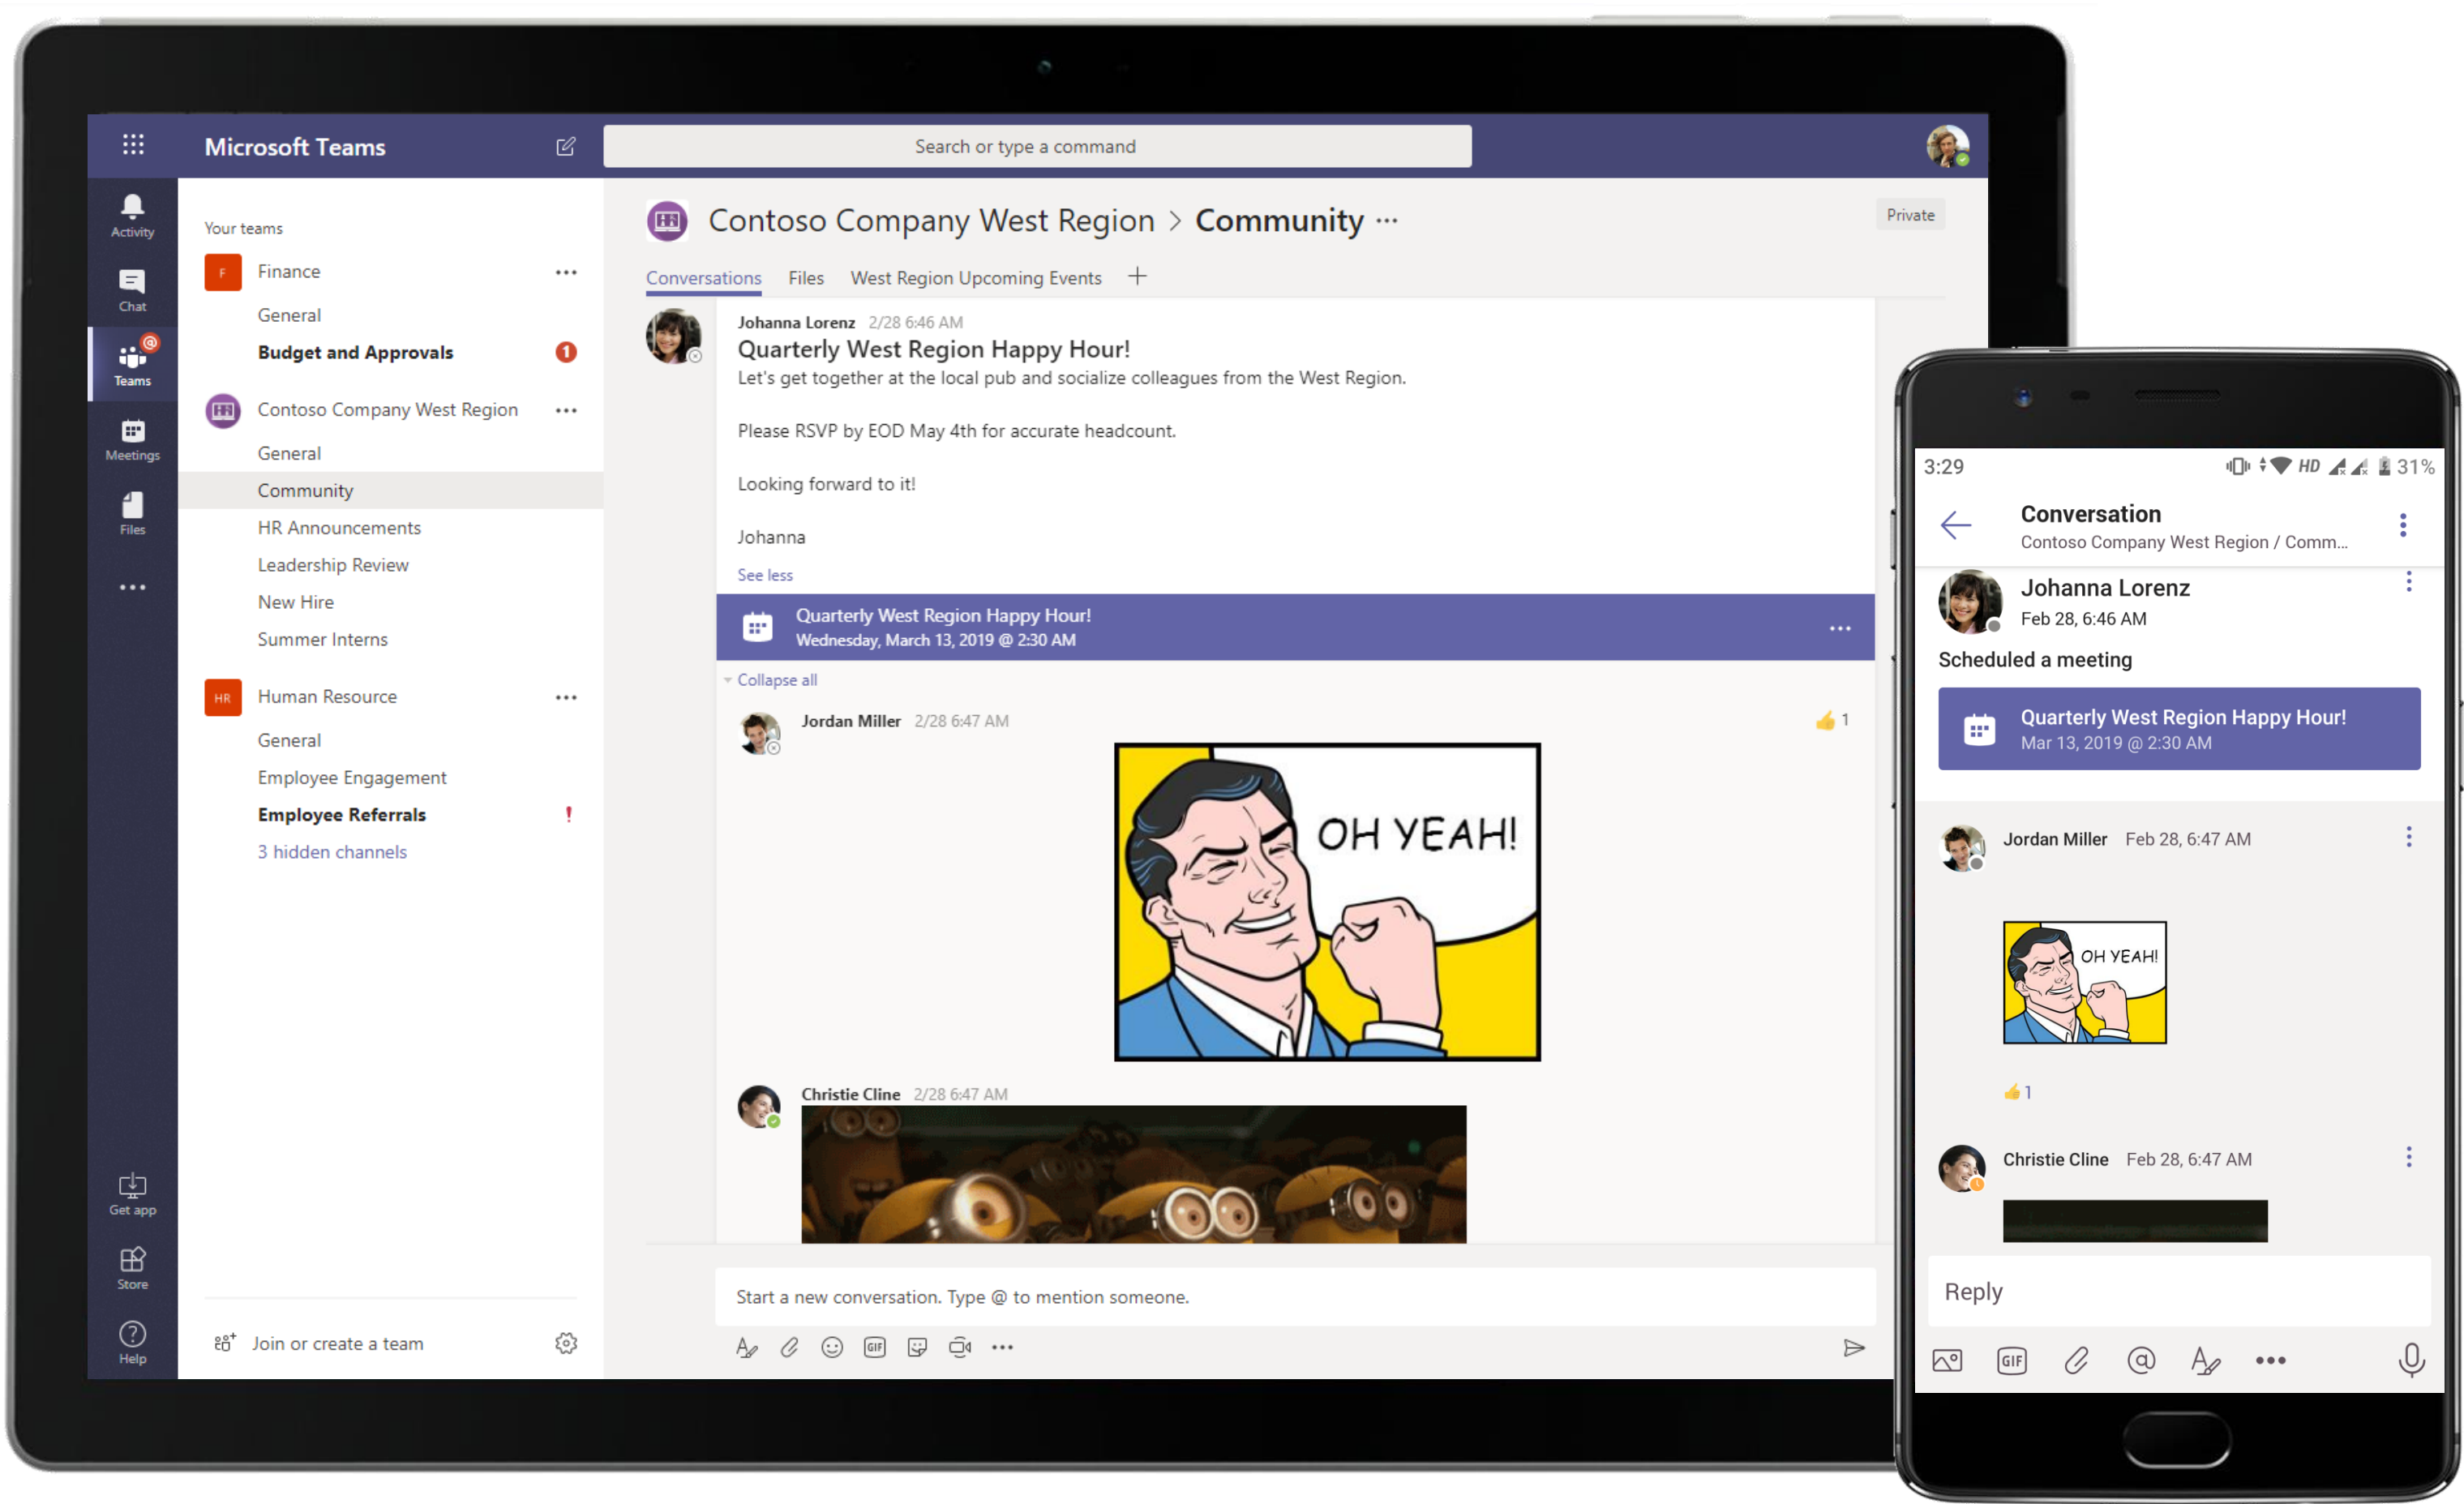 Microsoft Teams
Search or type a command
Activity
Chat
@
Teams
Meetings
Files
Get app
Store
Help
Your teams
F
Finance
General
Budget and Approvals
1
Contoso Company West Region
General
Community
HR Announcements
Leadership Review
New Hire
Summer Interns
HR
Human Resource
General
Employee Engagement
Employee Referrals
!
3 hidden channels
Join or create a team
Contoso Company West Region > Community
Private
Conversations Files West Region Upcoming Events
Johanna Lorenz 2/28 6:46 AM
Quarterly West Region Happy Hour!
Let's get together at the local pub and socialize colleagues from the West Region.
Please RSVP by EOD May 4th for accurate headcount.
Looking forward to it!
Johanna
See less
Quarterly West Region Happy Hour!
Wednesday, March 13, 2019 @ 2:30 AM
Collapse all
Jordan Miller 2/28 6:47 AM
1
OH YEAH!
Christie Cline 2/28 6:47 AM
Start a new conversation. Type @ to mention someone.
GIF
3:29
HD
31%
Conversation
Contoso Company West Region / Comm...
Johanna Lorenz
Feb 28, 6:46 AM
Scheduled a meeting
Quarterly West Region Happy Hour!
Mar 13, 2019 @ 2:30 AM
Jordan Miller Feb 28, 6:47 AM
OH YEAH!
1
Christie Cline Feb 28, 6:47 AM
Reply
GIF
@